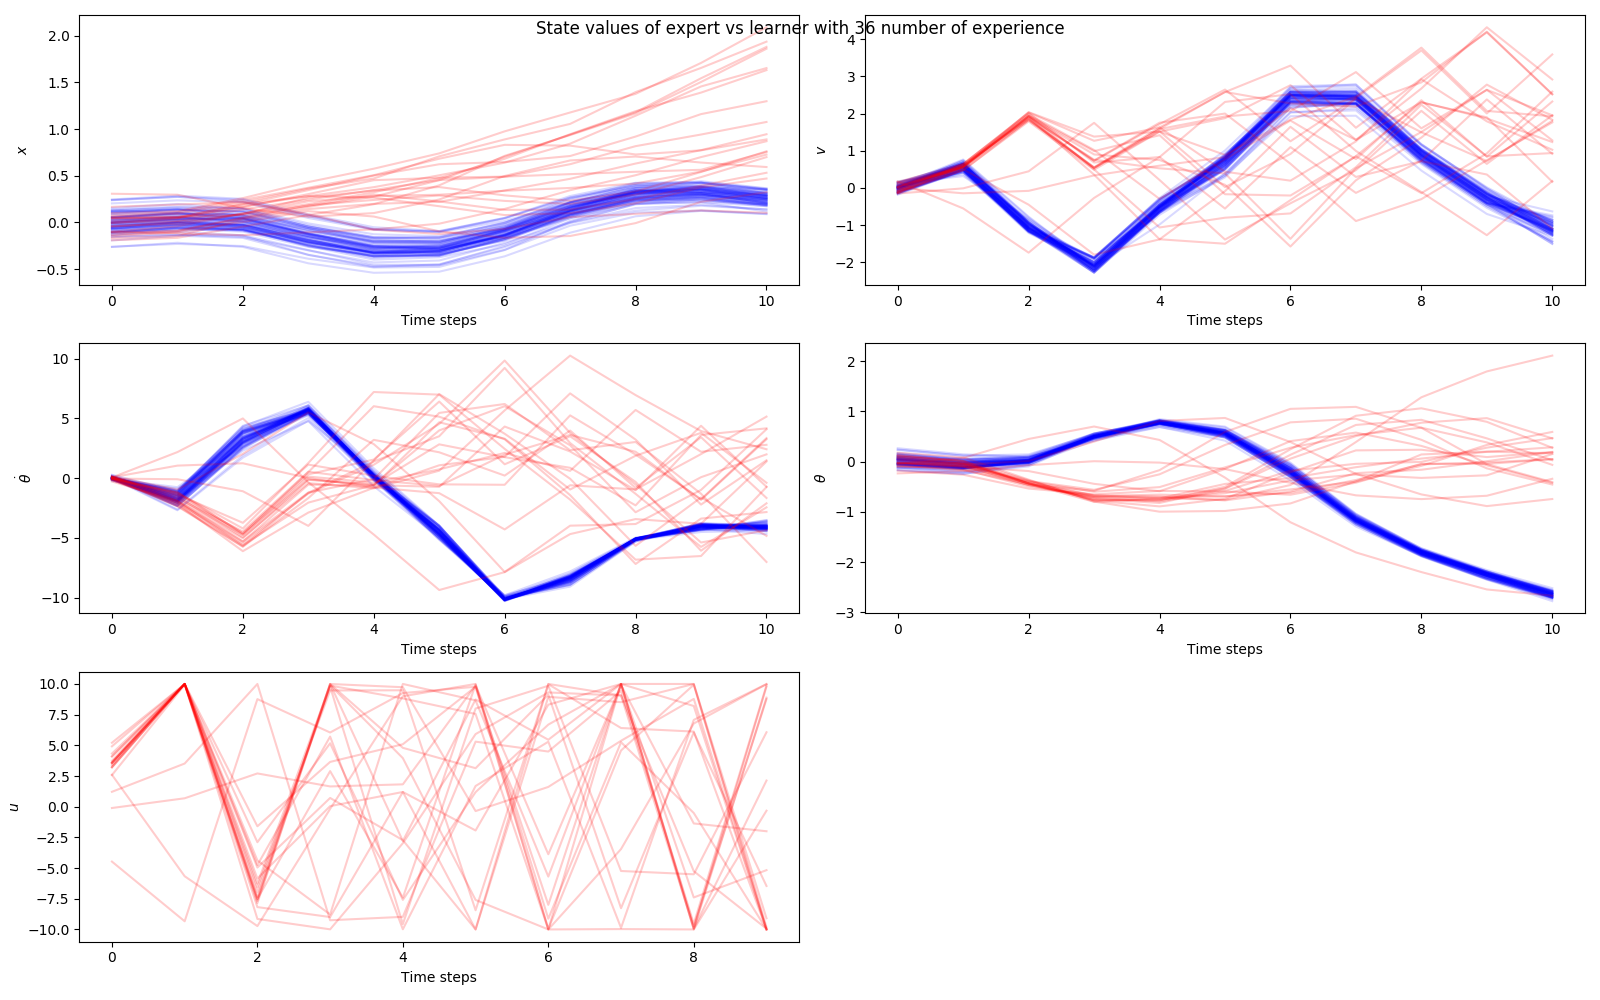 State values of expert vs learner with 36 number of experience
2.0
1.5
1.0
0.5
0.0
−0.5
x
0 2 4 6 8 10
Time steps
4
3
2
1
0
−1
−2
v
0 2 4 6 8 10
Time steps
10
5
0
−5
−10
θ̇
0 2 4 6 8 10
Time steps
2
1
0
−1
−2
−3
θ
0 2 4 6 8 10
Time steps
10.0
7.5
5.0
2.5
0.0
−2.5
−5.0
−7.5
−10.0
u
0 2 4 6 8
Time steps